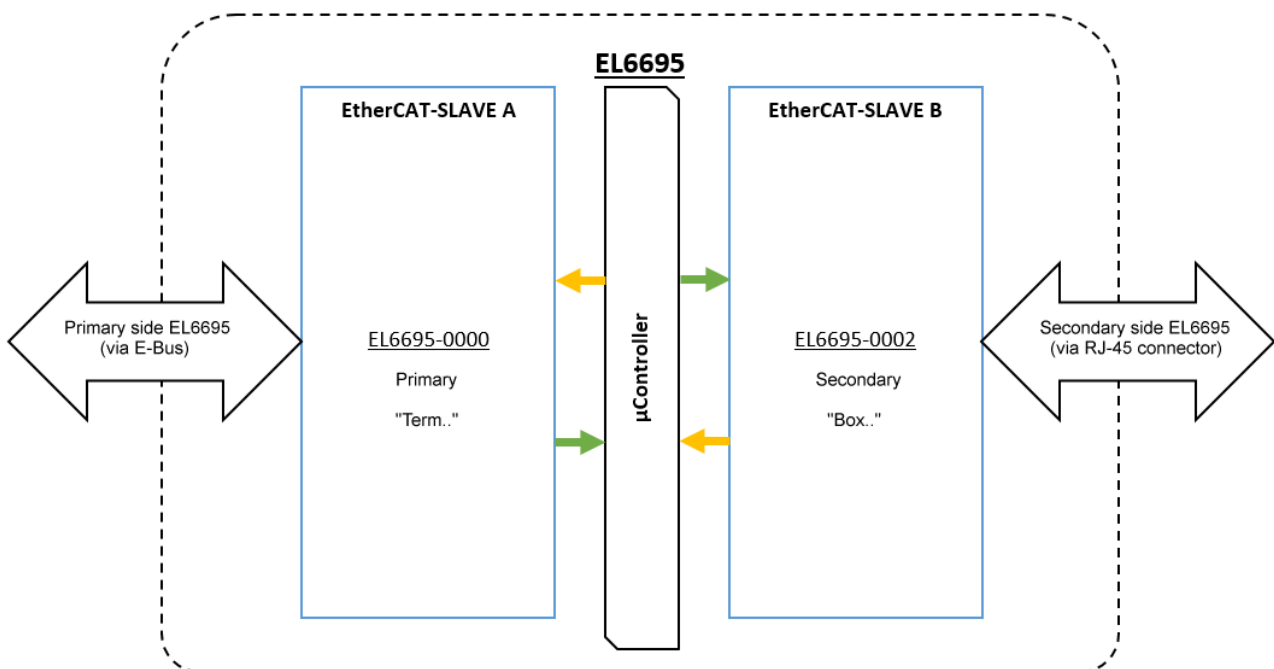 EL6695
EtherCAT-SLAVE A
EtherCAT-SLAVE B
Primary side EL6695
(via E-Bus)
EL6695-0000
Primary
"Term.."
µController
EL6695-0002
Secondary
"Box.."
Secondary side EL6695
(via RJ-45 connector)